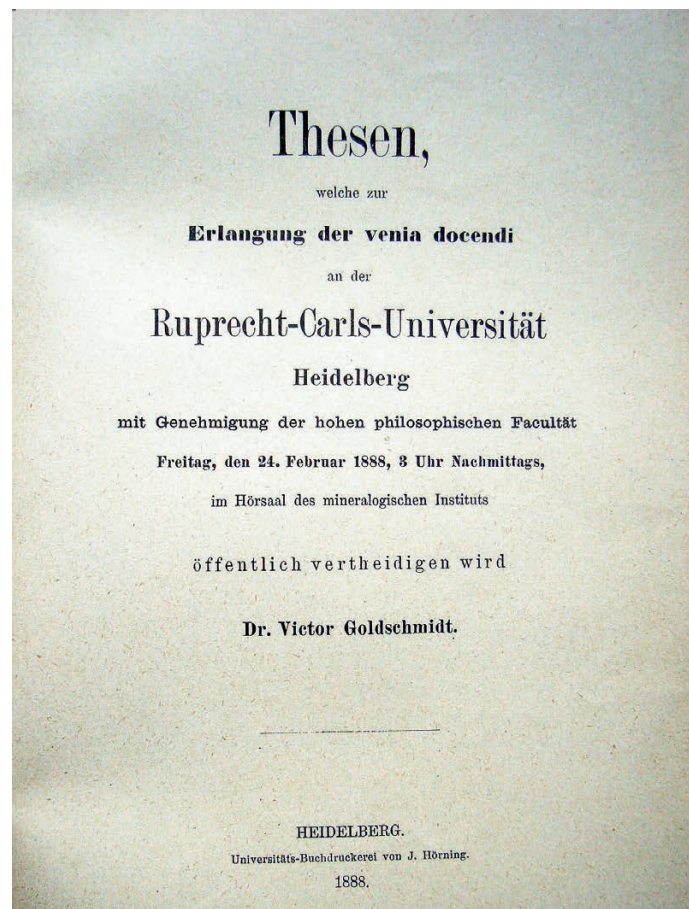 Thesen,
welche zur
Erlangung der venia docendi
an der
Ruprecht-Carls-Universität
Heidelberg
mit Genehmigung der hohen philosophischen Facultät
Freitag, den 24. Februar 1888, 3 Uhr Nachmittags,
im Hörsaal des mineralogischen Instituts
öffentlich vertheidigen wird
Dr. Victor Goldschmidt.
HEIDELBERG.
Universitäts-Buchdruckerei von J. Hörning.
1888.